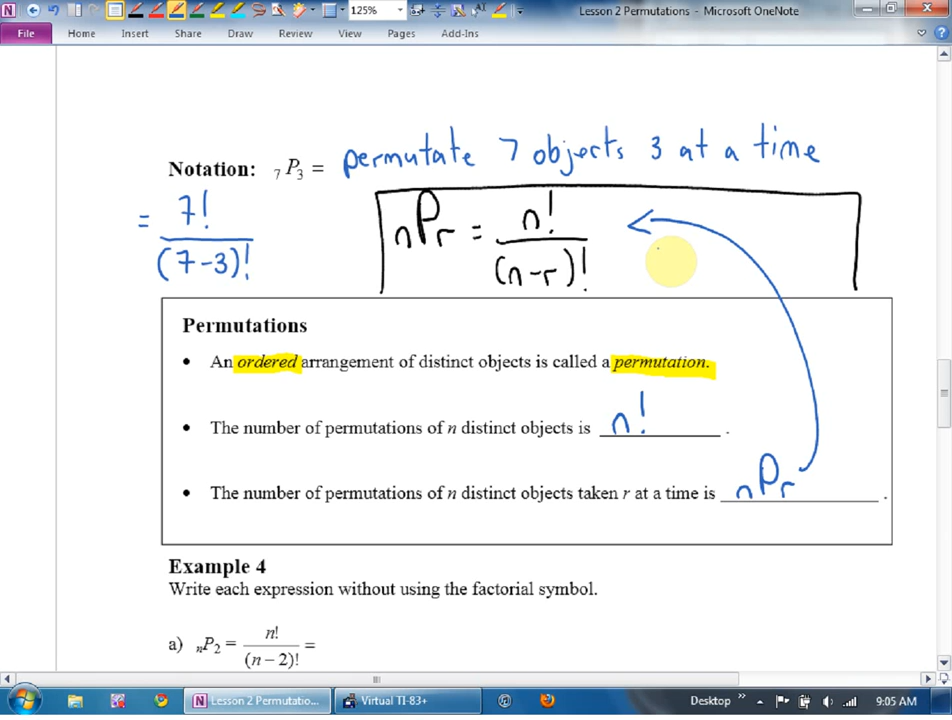 Lesson 2 Permutations - Microsoft OneNote
125%
File Home Insert Share Draw Review View Pages Add-Ins
Notation: ₇P₃ = permutate 7 objects 3 at a time
= 7! / (7-3)!
nPr = n! / (n-r)!
Permutations
• An ordered arrangement of distinct objects is called a permutation.
• The number of permutations of n distinct objects is n! .
• The number of permutations of n distinct objects taken r at a time is nPr .
Example 4
Write each expression without using the factorial symbol.
a) nP₂ = n! / (n – 2)! =
Lesson 2 Permutatio... Virtual TI-83+ Desktop 9:05 AM